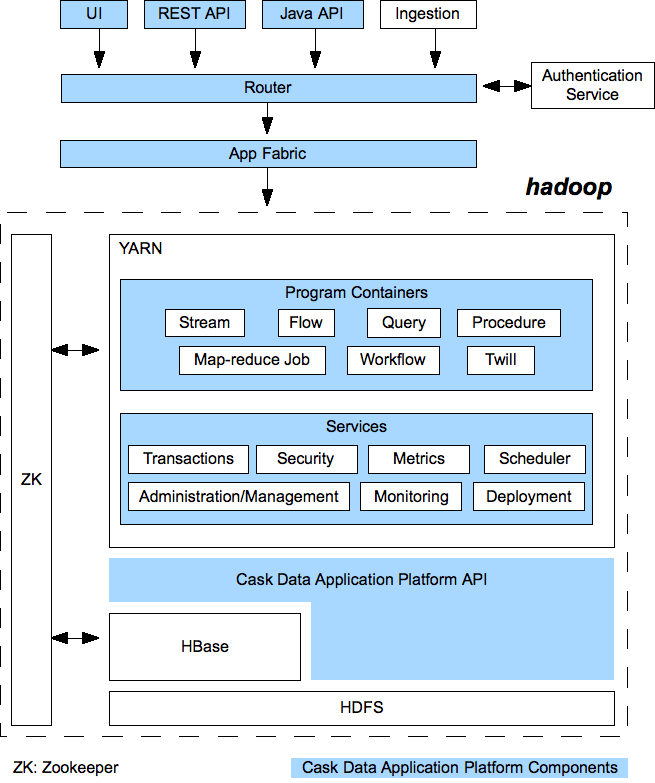 UI
REST API
Java API
Ingestion
Router
Authentication
Service
App Fabric
hadoop
YARN
Program Containers
Stream
Flow
Query
Procedure
Map-reduce Job
Workflow
Twill
Services
Transactions
Security
Metrics
Scheduler
Administration/Management
Monitoring
Deployment
ZK
Cask Data Application Platform API
HBase
HDFS
ZK: Zookeeper
Cask Data Application Platform Components